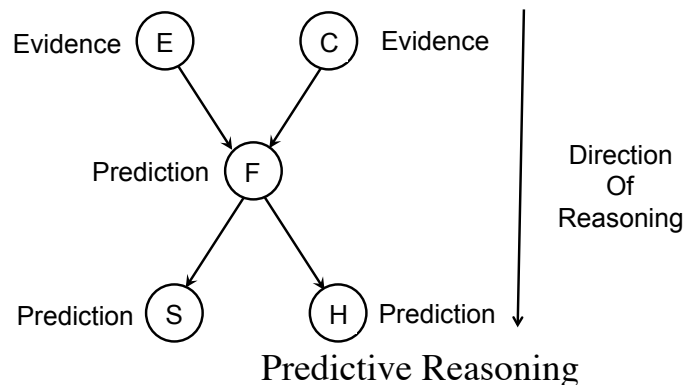 Evidence E C Evidence
Prediction F
Direction
Of
Reasoning
Prediction S H Prediction
Predictive Reasoning